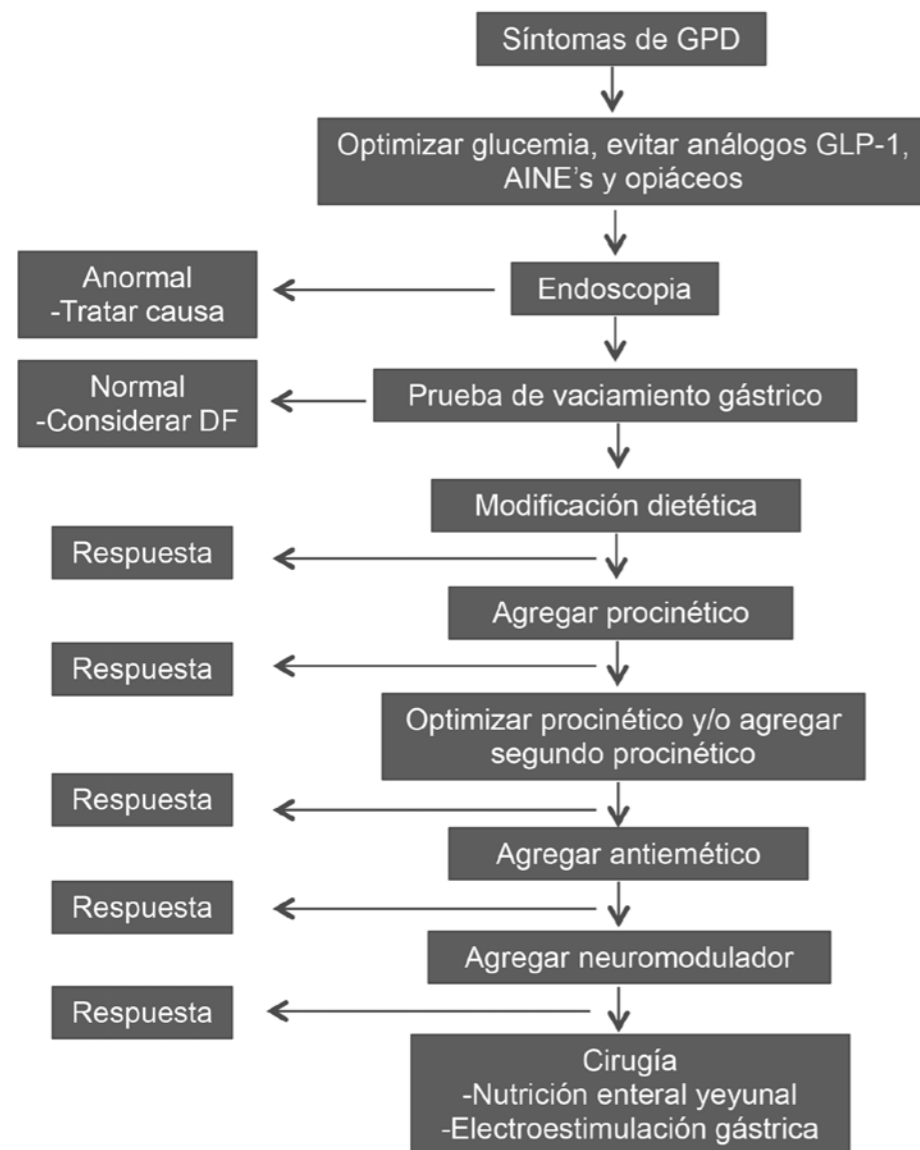 Síntomas de GPD
Optimizar glucemia, evitar análogos GLP-1,
AINE's y opiáceos
Endoscopia
Anormal
-Tratar causa
Prueba de vaciamiento gástrico
Normal
-Considerar DF
Modificación dietética
Respuesta
Agregar procinético
Respuesta
Optimizar procinético y/o agregar
segundo procinético
Respuesta
Agregar antiemético
Respuesta
Agregar neuromodulador
Respuesta
Cirugía
-Nutrición enteral yeyunal
-Electroestimulación gástrica